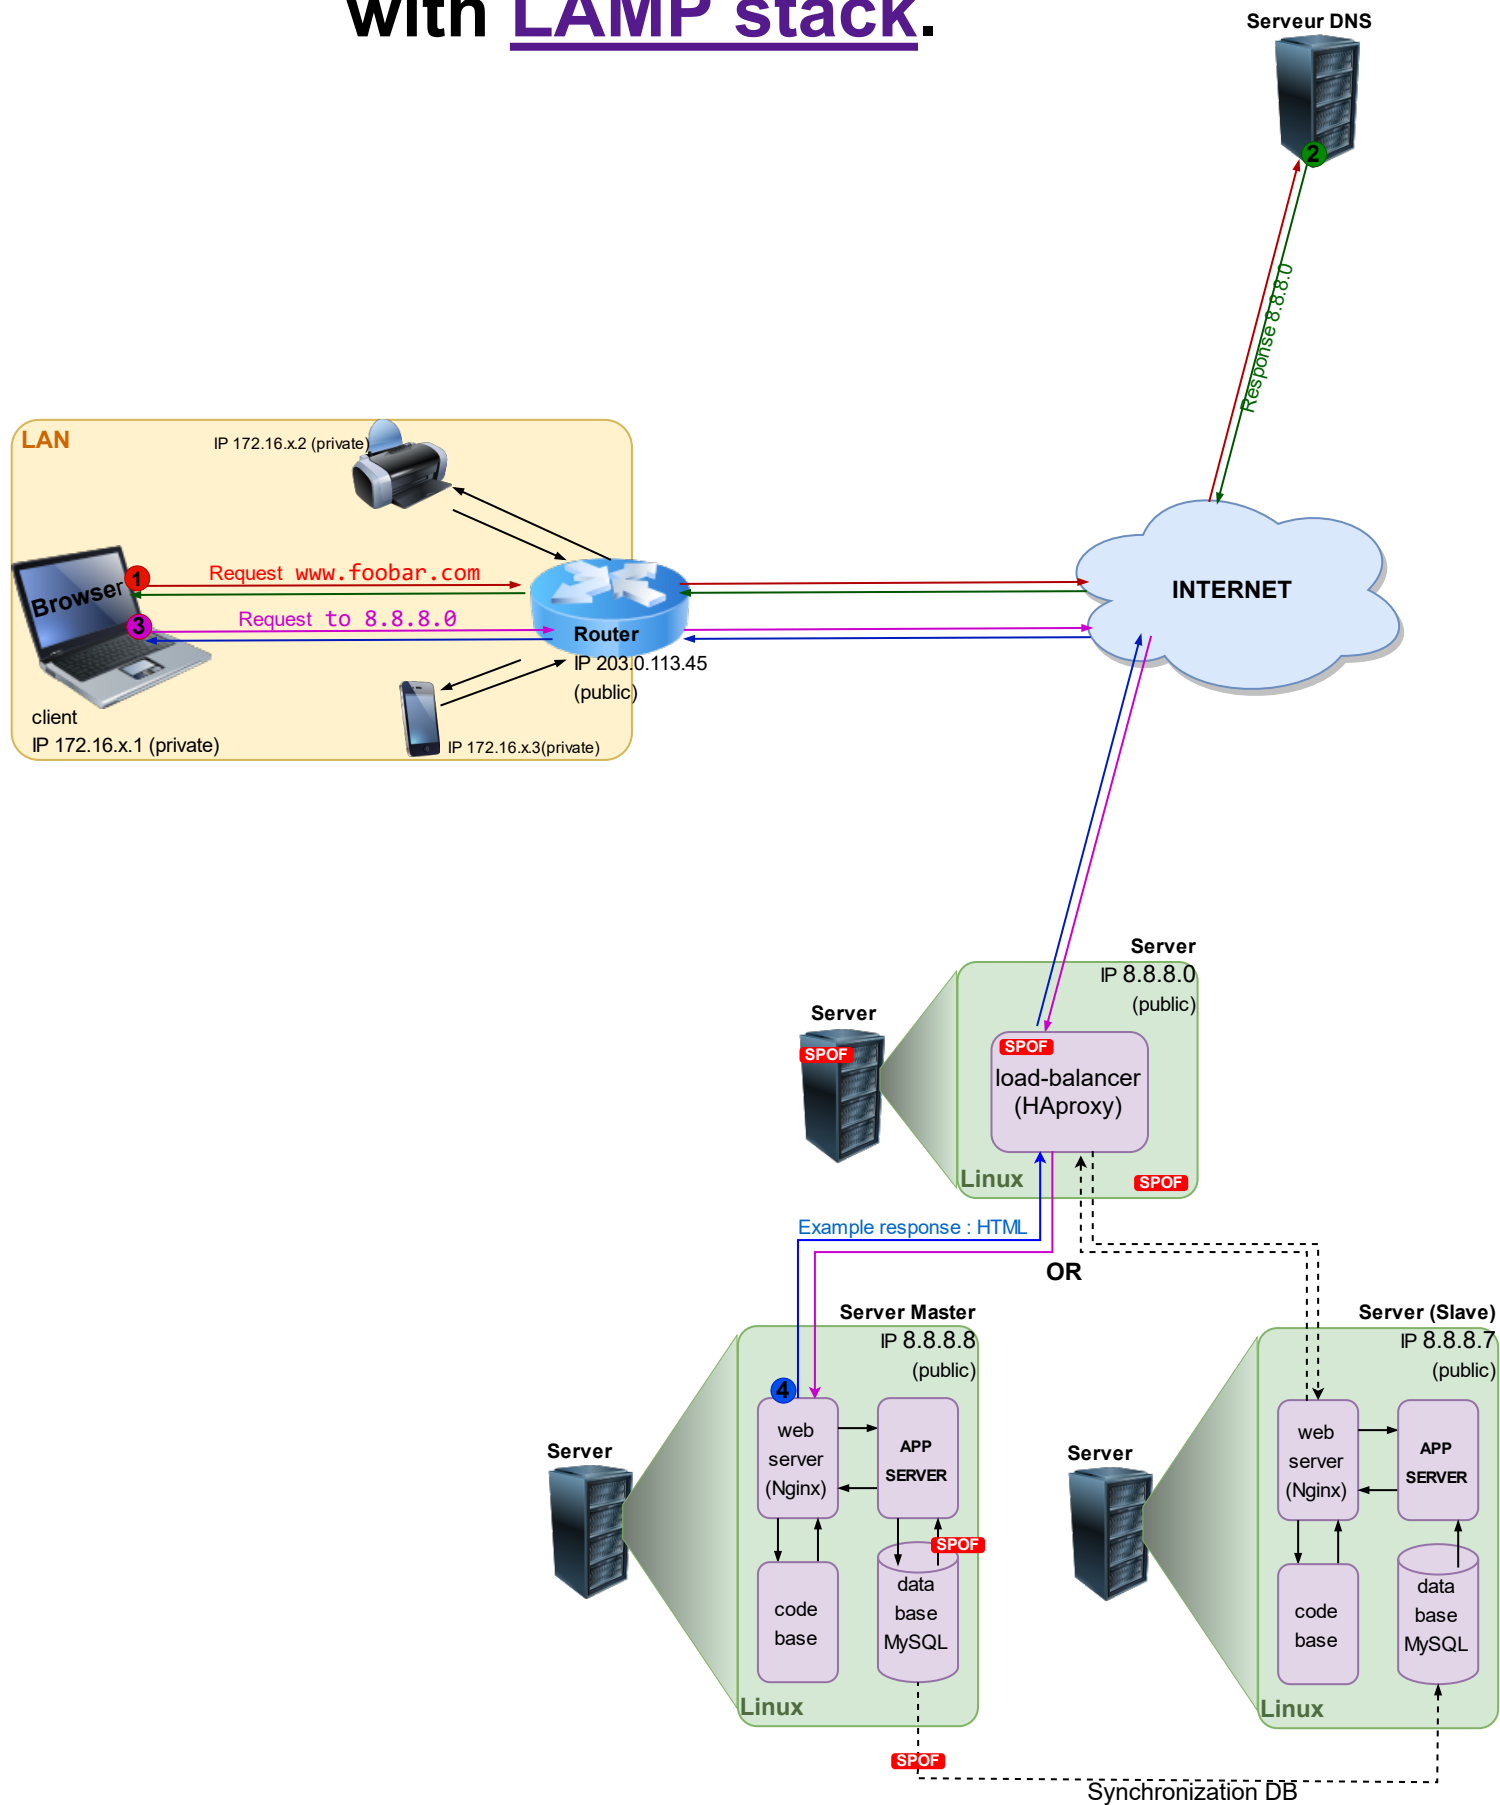 with LAMP stack.
Serveur DNS
2
Response 8.8.8.0
LAN
IP 172.16.x.2 (private)
Browser
1
Request www.foobar.com
3
Request to 8.8.8.0
Router
IP 203.0.113.45
(public)
INTERNET
client
IP 172.16.x.1 (private)
IP 172.16.x.3(private)
Server
IP 8.8.8.0
(public)
Server
SPOF
SPOF
load-balancer
(HAproxy)
Linux
SPOF
Example response : HTML
OR
Server Master
IP 8.8.8.8
(public)
4
Server
web
server
(Nginx)
APP
SERVER
SPOF
code
base
data
base
MySQL
Linux
Server (Slave)
IP 8.8.8.7
(public)
Server
web
server
(Nginx)
APP
SERVER
code
base
data
base
MySQL
Linux
SPOF
Synchronization DB